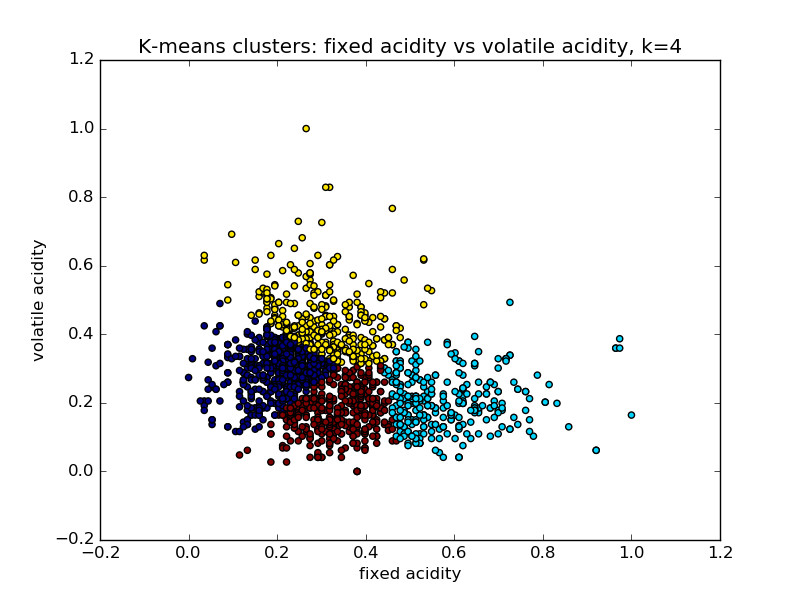 K-means clusters: fixed acidity vs volatile acidity, k=4
1.2
1.0
0.8
0.6
0.4
0.2
0.0
−0.2
volatile acidity
−0.2 0.0 0.2 0.4 0.6 0.8 1.0 1.2
fixed acidity